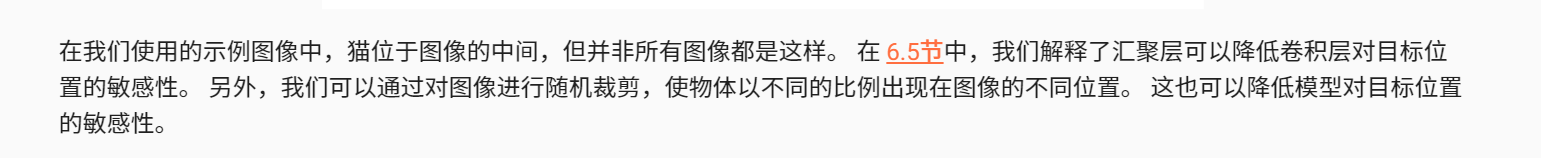 在我们使用的示例图像中，猫位于图像的中间，但并非所有图像都是这样。 在 6.5节中，我们解释了汇聚层可以降低卷积层对目标位
置的敏感性。 另外，我们可以通过对图像进行随机裁剪，使物体以不同的比例出现在图像的不同位置。 这也可以降低模型对目标位置
的敏感性。